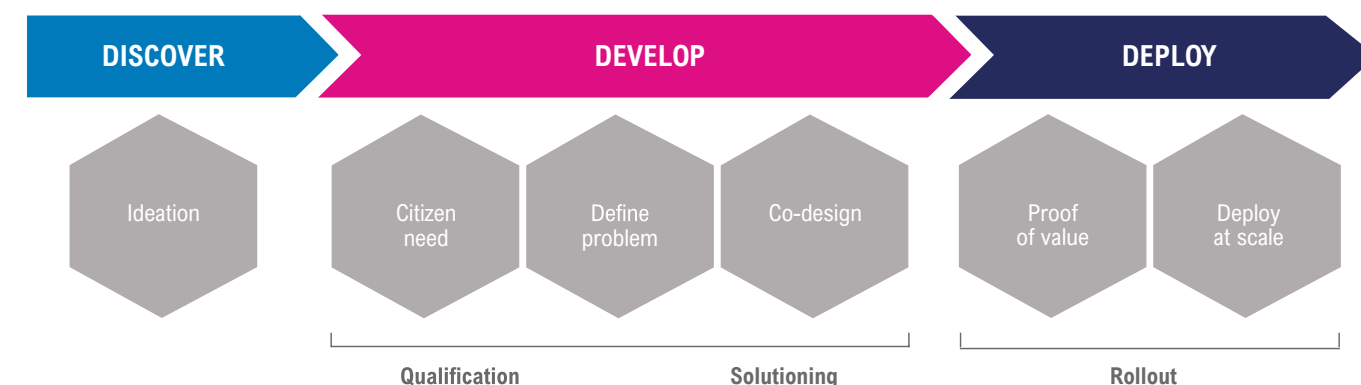 DISCOVER
DEVELOP
DEPLOY
Ideation
Citizen
need
Define
problem
Co-design
Proof
of value
Deploy
at scale
Qualification
Solutioning
Rollout